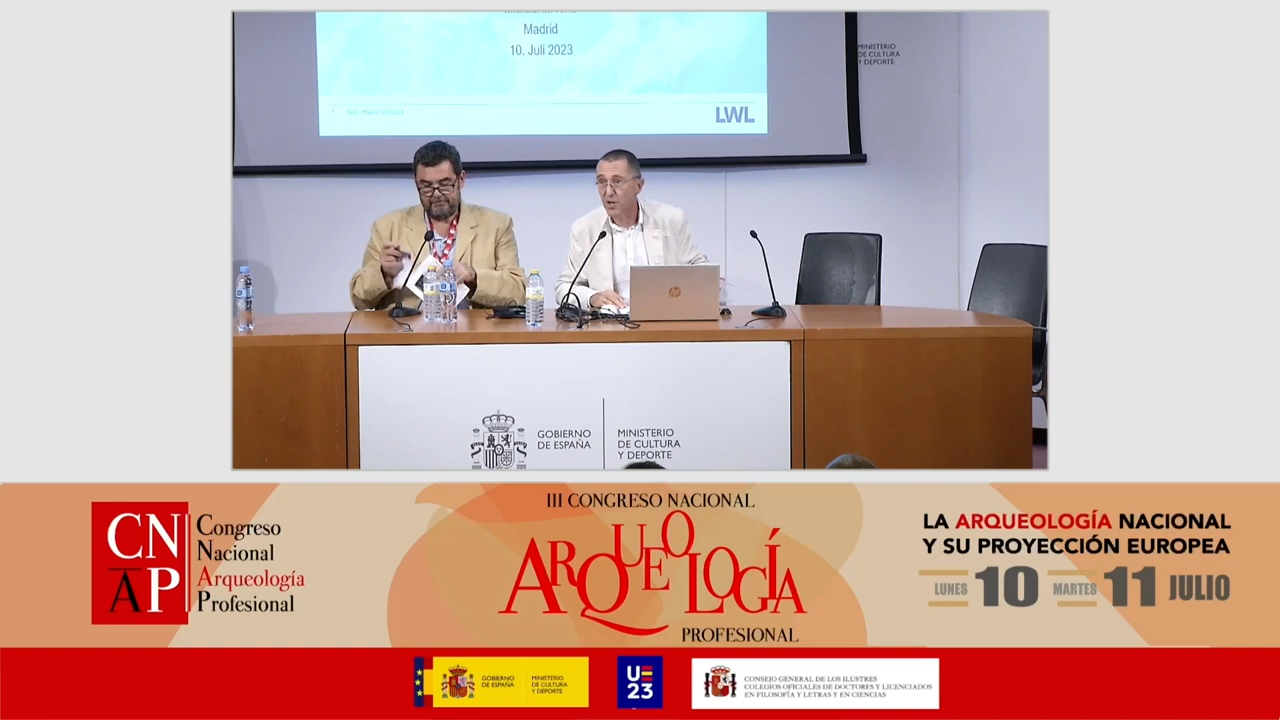 Madrid
10. Juli 2023
LWL
MINISTERIO
DE CULTURA
Y DEPORTE
hp
GOBIERNO
DE ESPAÑA
MINISTERIO
DE CULTURA
Y DEPORTE
CN
AP
Congreso
Nacional
Arqueología
Profesional
III CONGRESO NACIONAL
ARQUEOLOGÍA
PROFESIONAL
LA ARQUEOLOGÍA NACIONAL
Y SU PROYECCIÓN EUROPEA
LUNES 10 MARTES 11 JULIO
GOBIERNO
DE ESPAÑA
MINISTERIO
DE CULTURA
Y DEPORTE
UE
23
CONSEJO GENERAL DE LOS ILUSTRES
COLEGIOS OFICIALES DE DOCTORES Y LICENCIADOS
EN FILOSOFÍA Y LETRAS Y EN CIENCIAS